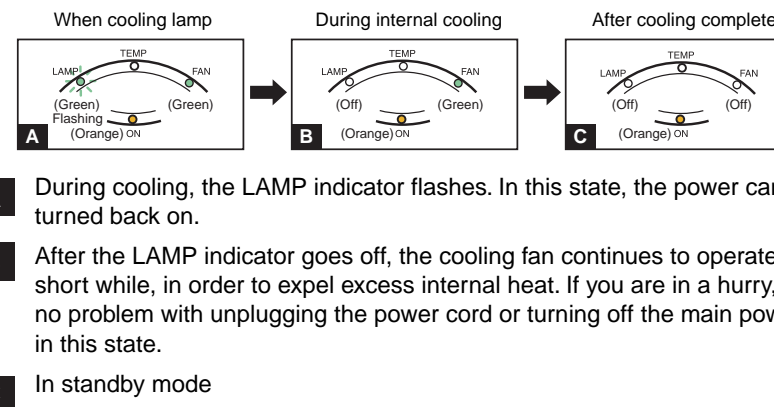 When cooling lamp During internal cooling After cooling complete
TEMP TEMP TEMP
LAMP FAN LAMP FAN LAMP FAN
(Green) (Green) (Off) (Green) (Off) (Off)
Flashing
A (Orange) ON B (Orange) ON C (Orange) ON
During cooling, the LAMP indicator flashes. In this state, the power
turned back on.
After the LAMP indicator goes off, the cooling fan continues to operate
short while, in order to expel excess internal heat. If you are in a hurry,
no problem with unplugging the power cord or turning off the main
in this state.
In standby mode